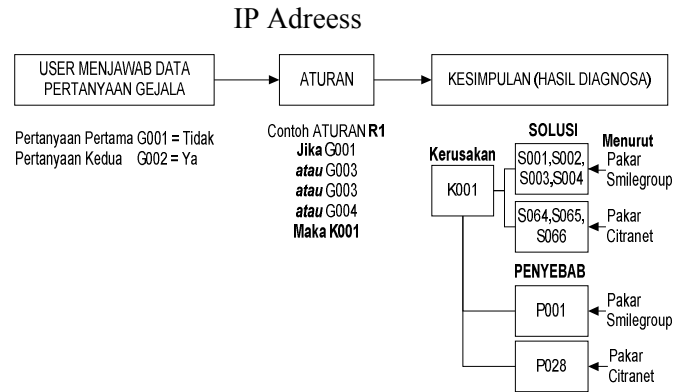 IP Adreess
USER MENJAWAB DATA
PERTANYAAN GEJALA
ATURAN
KESIMPULAN (HASIL DIAGNOSA)
Pertanyaan Pertama G001 = Tidak
Pertanyaan Kedua G002 = Ya
Contoh ATURAN R1
Jika G001
atau G003
atau G003
atau G004
Maka K001
Kerusakan
K001
SOLUSI
Menurut
S001,S002,
S003,S004
Pakar
Smilegroup
S064,S065,
S066
Pakar
Citranet
PENYEBAB
P001
Pakar
Smilegroup
P028
Pakar
Citranet